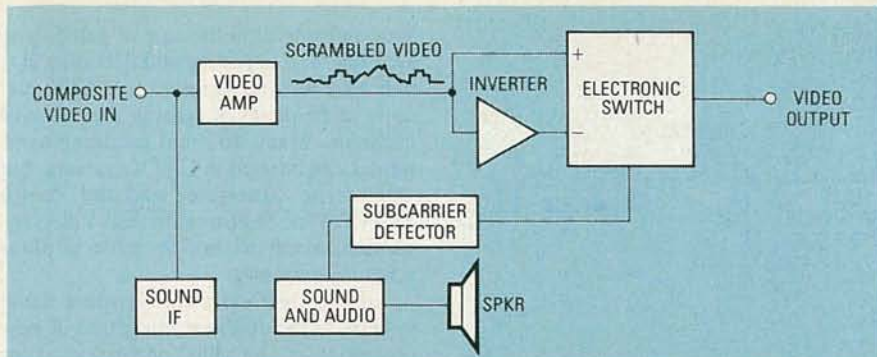 COMPOSITE
VIDEO IN
VIDEO
AMP
SCRAMBLED VIDEO
INVERTER
+
−
ELECTRONIC
SWITCH
VIDEO
OUTPUT
SUBCARRIER
DETECTOR
SOUND
IF
SOUND
AND AUDIO
SPKR